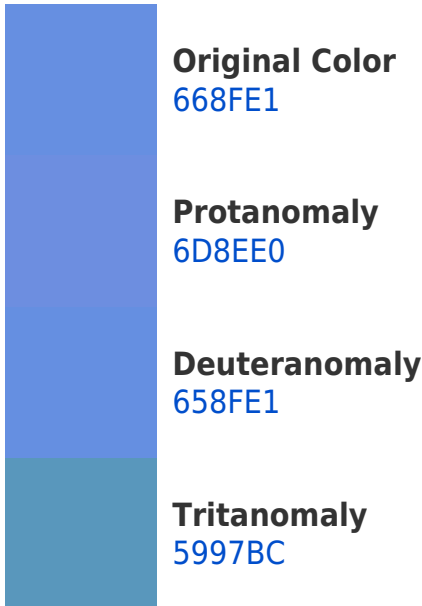 Original Color
668FE1
Protanomaly
6D8EE0
Deuteranomaly
658FE1
Tritanomaly
5997BC